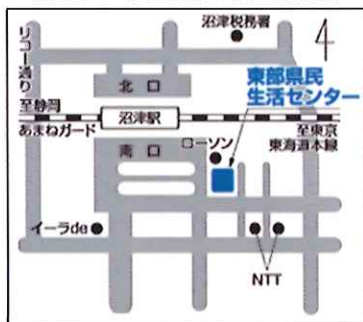 沼津税務署
リコー通り
北口
東部県民
生活センター
至静岡
沼津駅
あまねガード
至東京
東海道本線
南口
ローソン
イーラde
NTT